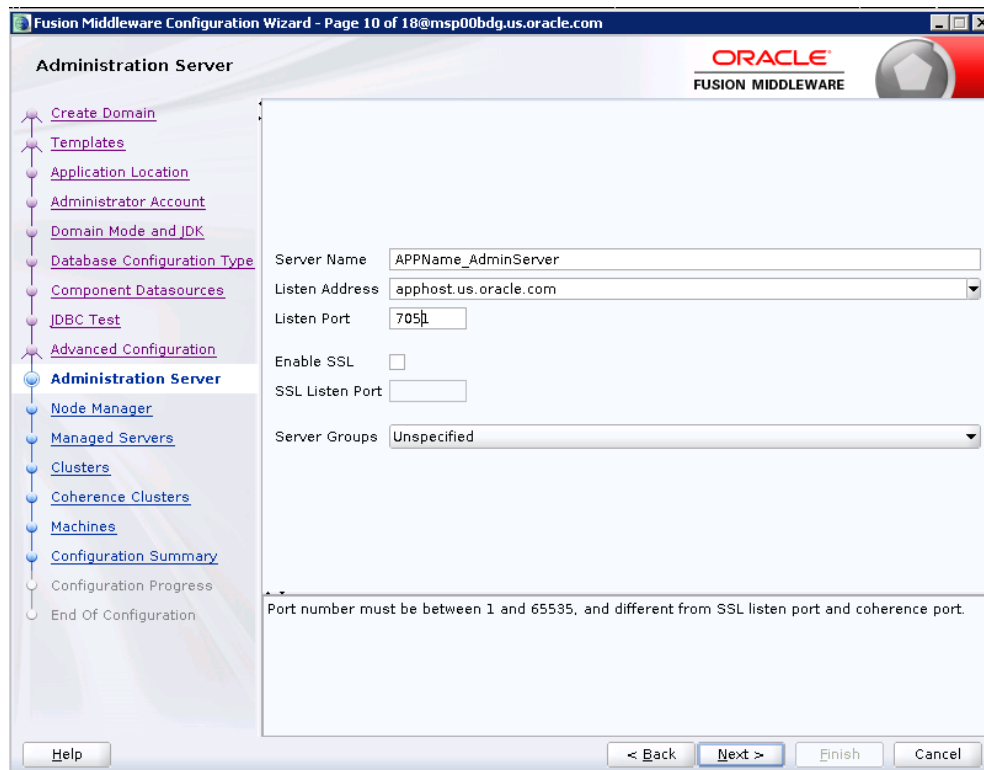 Fusion Middleware Configuration Wizard - Page 10 of 18@msp00bdg.us.oracle.com
Administration Server
ORACLE
FUSION MIDDLEWARE
Create Domain
Templates
Application Location
Administrator Account
Domain Mode and JDK
Database Configuration Type
Component Datasources
JDBC Test
Advanced Configuration
Administration Server
Node Manager
Managed Servers
Clusters
Coherence Clusters
Machines
Configuration Summary
Configuration Progress
End Of Configuration
Server Name APPName_AdminServer
Listen Address apphost.us.oracle.com
Listen Port 7051
Enable SSL
SSL Listen Port
Server Groups Unspecified
Port number must be between 1 and 65535, and different from SSL listen port and coherence port.
Help < Back Next > Finish Cancel